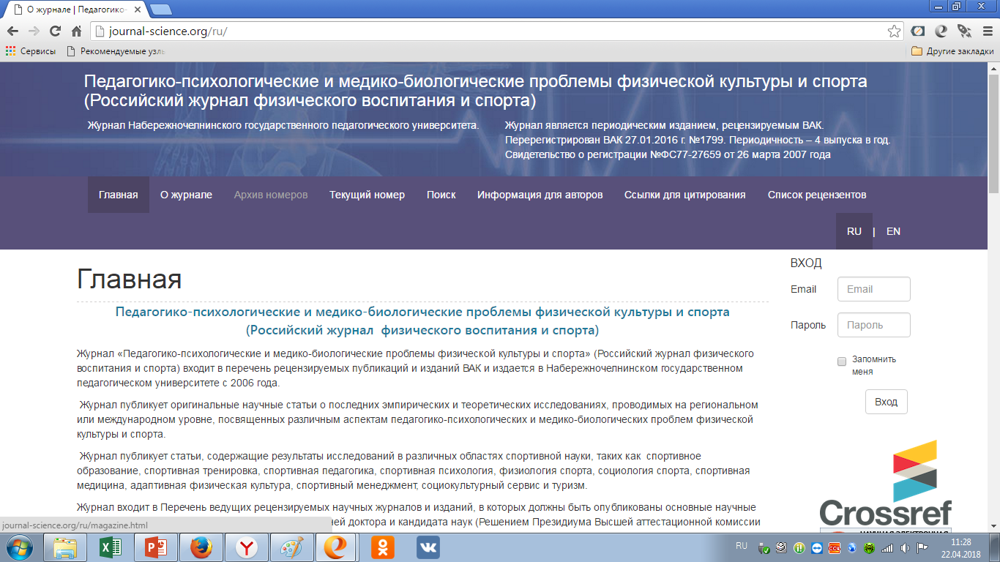 О журнале | Педагогико-
journal-science.org/ru/
Сервисы Рекомендуемые узлы Другие закладки
Педагогико-психологические и медико-биологические проблемы физической культуры и спорта
(Российский журнал физического воспитания и спорта)
Журнал Набережночелнинского государственного педагогического университета.
Журнал является периодическим изданием, рецензируемым ВАК.
Перерегистрирован ВАК 27.01.2016 г. №1799. Периодичность – 4 выпуска в год.
Свидетельство о регистрации №ФС77-27659 от 26 марта 2007 года
Главная О журнале Архив номеров Текущий номер Поиск Информация для авторов Ссылки для цитирования Список рецензентов
RU | EN
Главная
Педагогико-психологические и медико-биологические проблемы физической культуры и спорта
(Российский журнал физического воспитания и спорта)
Журнал «Педагогико-психологические и медико-биологические проблемы физической культуры и спорта» (Российский журнал физического
воспитания и спорта) входит в перечень рецензируемых публикаций и изданий ВАК и издается в Набережночелнинском государственном
педагогическом университете с 2006 года.
Журнал публикует оригинальные научные статьи о последних эмпирических и теоретических исследованиях, проводимых на региональном
или международном уровне, посвященных различным аспектам педагогико-психологических и медико-биологических проблем физической
культуры и спорта.
Журнал публикует статьи, содержащие результаты исследований в различных областях спортивной науки, таких как спортивное
образование, спортивная тренировка, спортивная педагогика, спортивная психология, физиология спорта, социология спорта, спортивная
медицина, адаптивная физическая культура, спортивный менеджмент, социокультурный сервис и туризм.
Журнал входит в Перечень ведущих рецензируемых научных журналов и изданий, в которых должны быть опубликованы основные научные
ней доктора и кандидата наук (Решением Президиума Высшей аттестационной комиссии
ВХОД
Email Email
Пароль Пароль
Запомнить
меня
Вход
Crossref
НАУЧНАЯ ЭЛЕКТРОННАЯ
journal-science.org/ru/magazine.html
RU
11:28
22.04.2018